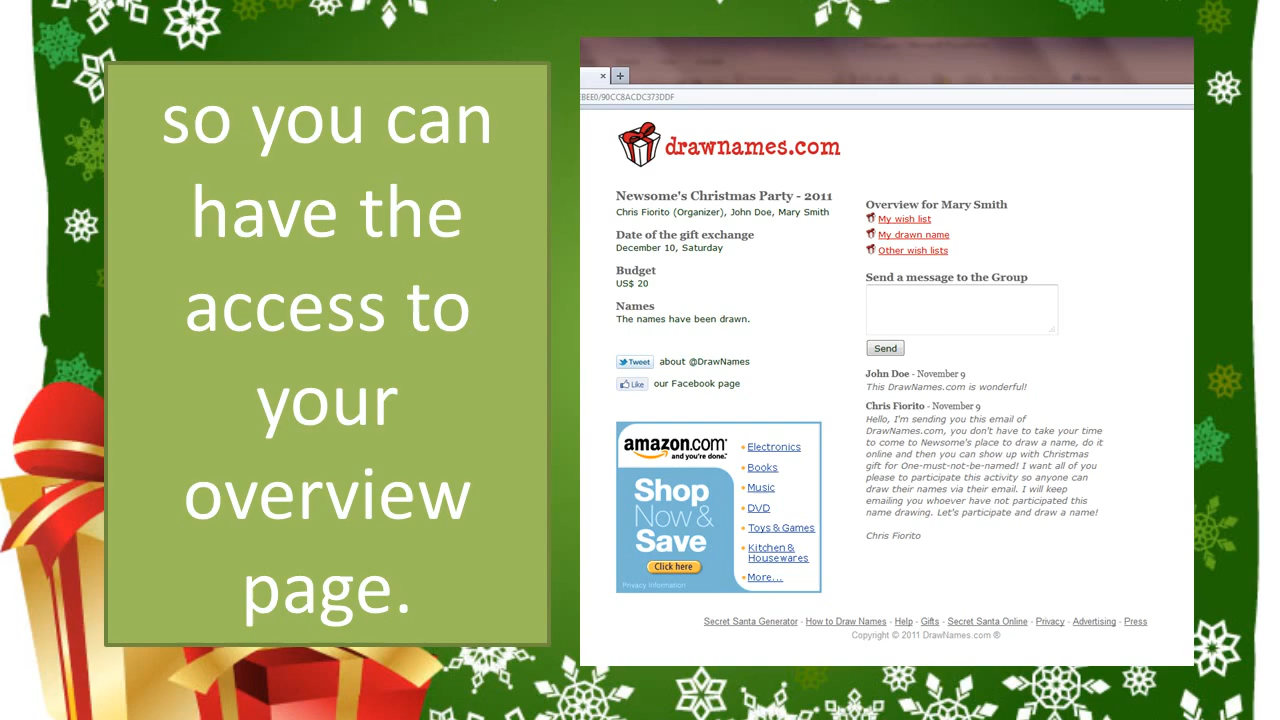 so you can
have the
access to
your
overview
page.
BEE0/90CC8ACDC373DDF
drawnames.com
Newsome's Christmas Party - 2011
Chris Fiorito (Organizer), John Doe, Mary Smith
Date of the gift exchange
December 10, Saturday
Budget
US$ 20
Names
The names have been drawn.
Tweet about @DrawNames
Like our Facebook page
amazon.com
and you're done.
Shop
Now &
Save
Click here
Privacy Information
Electronics
Books
Music
DVD
Toys & Games
Kitchen &
Housewares
More...
Overview for Mary Smith
My wish list
My drawn name
Other wish lists
Send a message to the Group
Send
John Doe - November 9
This DrawNames.com is wonderful!
Chris Fiorito - November 9
Hello, I'm sending you this email of
DrawNames.com, you don't have to take your time
to come to Newsome's place to draw a name, do it
online and then you can show up with Christmas
gift for One-must-not-be-named! I want all of you
please to participate this activity so anyone can
draw their names via their email. I will keep
emailing you whoever have not participated this
name drawing. Let's participate and draw a name!
Chris Fiorito
Secret Santa Generator - How to Draw Names - Help - Gifts - Secret Santa Online - Privacy - Advertising - Press
Copyright © 2011 DrawNames.com ®